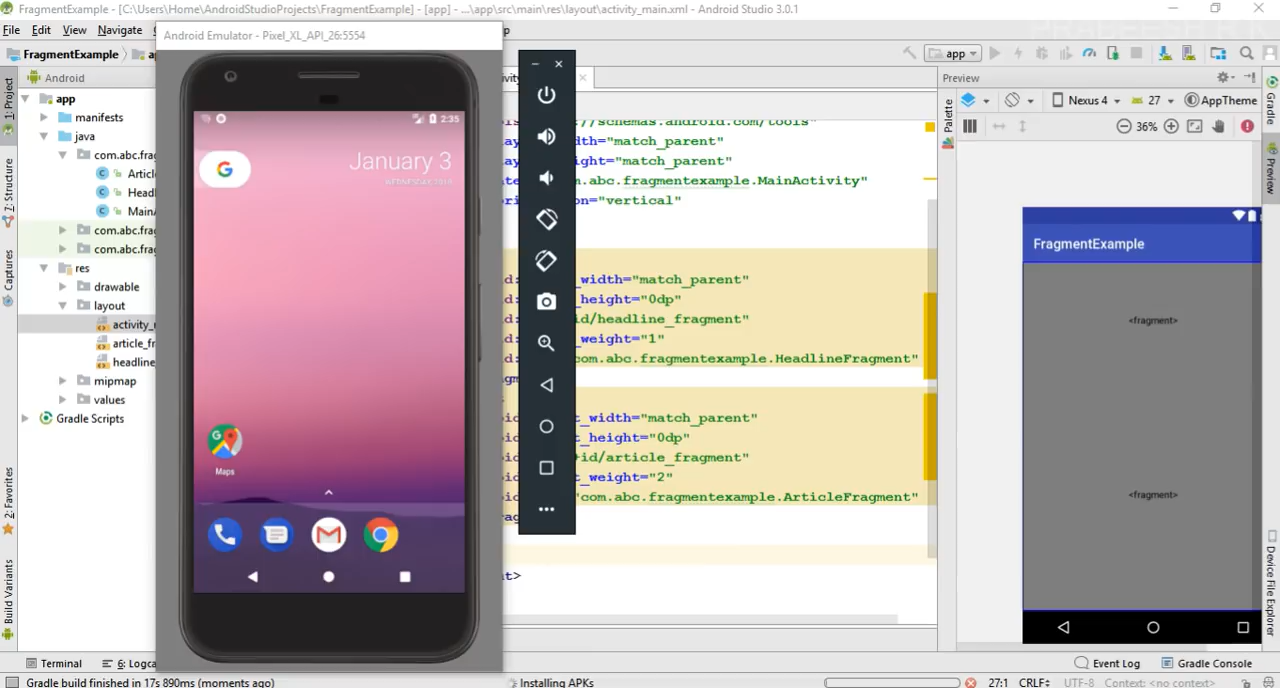 FragmentExample - [C:\Users\Home\AndroidStudioProjects\FragmentExample] - [app] - ...\app\src\main\res\layout\activity_main.xml - Android Studio 3.0.1
File Edit View Navigate
Android Emulator - Pixel_XL_API_26:5554
FragmentExample
app
Android
Preview
1: Project
Z: Structure
Captures
2: Favorites
Build Variants
app
manifests
java
com.abc.frag
Artic
Headl
MainA
com.abc.frag
com.abc.frag
res
drawable
layout
activity_m
article_fr
headline
mipmap
values
Gradle Scripts
2:35
January 3
Maps
//schemas.android.com/tools"
dth="match_parent"
ight="match_parent"
com.abc.fragmentexample.MainActivity"
on="vertical"
d:
_width="match_parent"
d:
_height="0dp"
d:
id/headline_fragment"
d:
_weight="1"
d:
com.abc.fragmentexample.HeadlineFragment"
t_width="match_parent"
t_height="0dp"
+id/article_fragment"
t_weight="2"
"com.abc.fragmentexample.ArticleFragment"
t>
Palette
Nexus 4
27
AppTheme
36%
FragmentExample
<fragment>
<fragment>
Gradle
Preview
Device File Explorer
Terminal
6: Logca
Event Log
Gradle Console
Gradle build finished in 17s 890ms (moments ago)
Installing APKs
27:1 CRLF÷ UTF-8 Context: <no context>